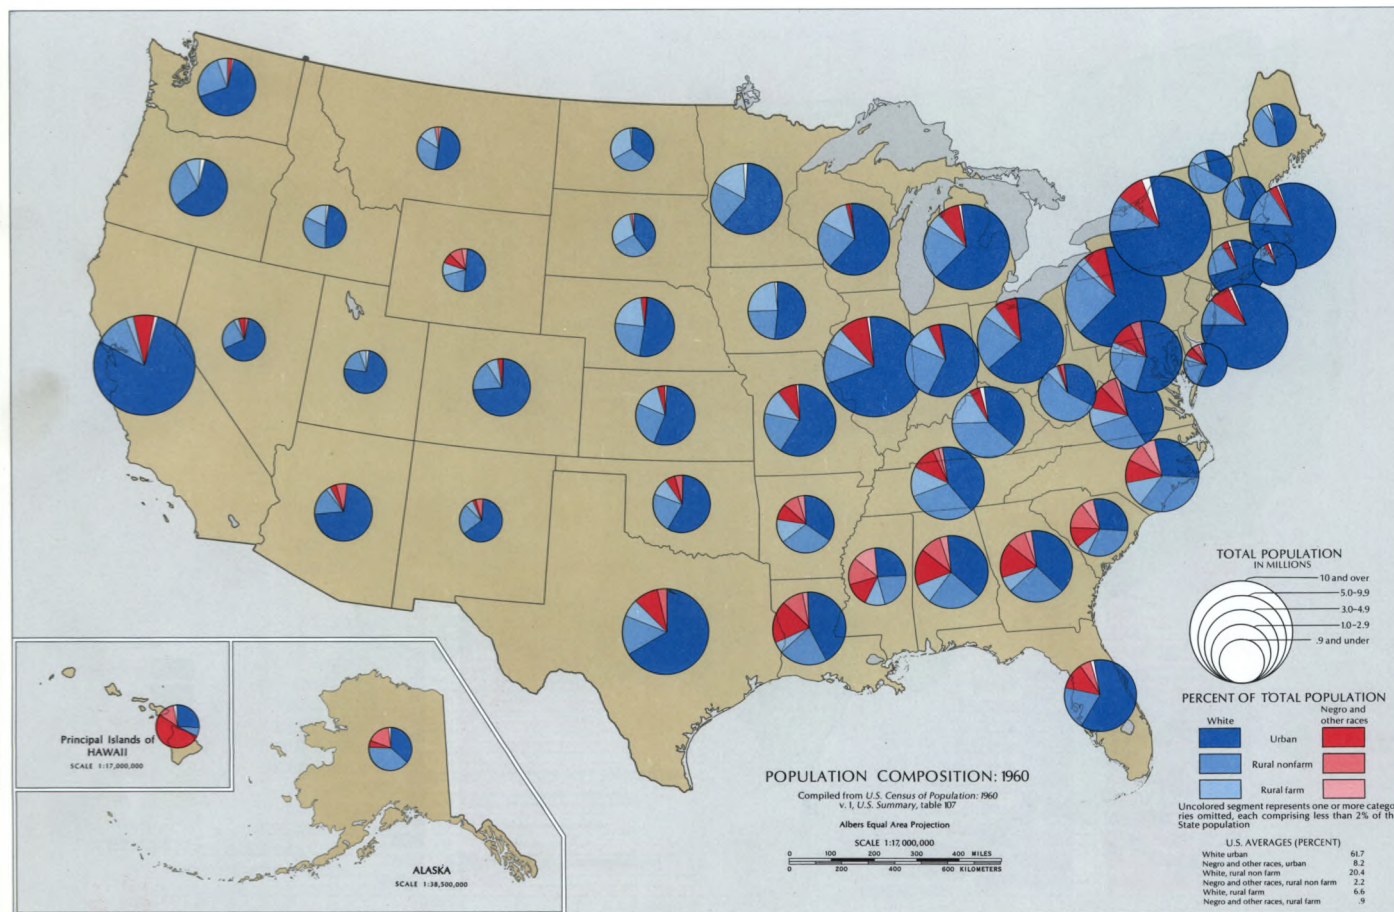 Principal Islands of
HAWAII
SCALE 1:17,000,000
ALASKA
SCALE 1:38,500,000
POPULATION COMPOSITION: 1960
Compiled from U.S. Census of Population: 1960
v. 1, U.S. Summary, table 107
Albers Equal Area Projection
SCALE 1:17,000,000
0 100 200 300 400 MILES
0 200 400 600 KILOMETERS
TOTAL POPULATION
IN MILLIONS
10 and over
5.0-9.9
3.0-4.9
1.0-2.9
.9 and under
PERCENT OF TOTAL POPULATION
White
Negro and
other races
Urban
Rural nonfarm
Rural farm
Uncolored segment represents one or more catego
ries omitted, each comprising less than 2% of th
State population
U.S. AVERAGES (PERCENT)
White urban 61.7
Negro and other races, urban 8.2
White, rural non farm 20.4
Negro and other races, rural non farm 2.2
White, rural farm 6.6
Negro and other races, rural farm .9